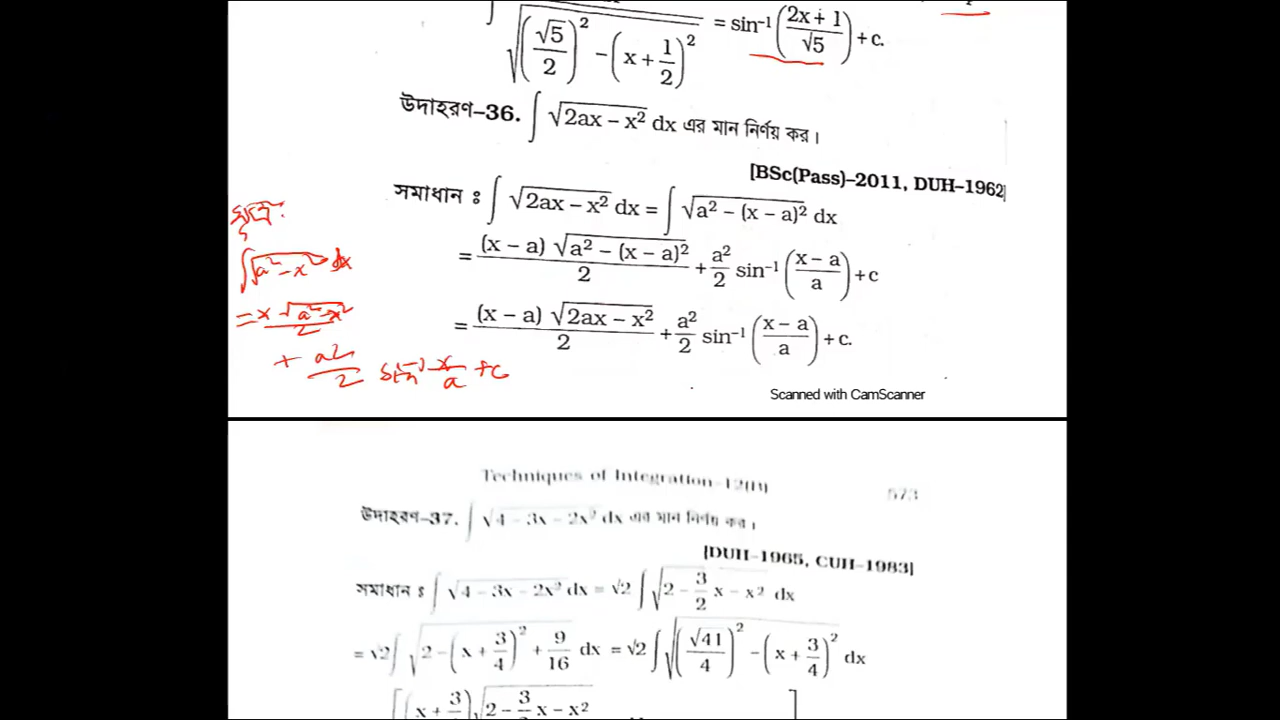 ∫ √((√5/2)² − (x + 1/2)²) = sin⁻¹ ((2x + 1)/√5) + c.
উদাহরণ–36. ∫ √(2ax − x²) dx এর মান নির্ণয় কর।
[BSc(Pass)–2011, DUH–1962]
সমাধান ঃ ∫ √(2ax − x²) dx = ∫ √(a² − (x − a)²) dx
= ((x − a) √(a² − (x − a)²))/2 + a²/2 sin⁻¹ ((x − a)/a) + c
= ((x − a) √(2ax − x²))/2 + a²/2 sin⁻¹ ((x − a)/a) + c.
সূত্র:
∫√(a² − x²) dx
= (x √(a² − x²))/2
+ a²/2 sin⁻¹ x/a + c
Scanned with CamScanner
Techniques of Integration–12(B) 573
উদাহরণ–37. ∫ √(4 − 3x − 2x²) dx এর মান নির্ণয় কর।
[DUH–1965, CUH–1983]
সমাধান ঃ ∫ √(4 − 3x − 2x²) dx = √2 ∫ √(2 − 3/2 x − x²) dx
= √2 ∫ √(2 − (x + 3/4)² + 9/16) dx = √2 ∫ √((√41/4)² − (x + 3/4)²) dx
[(x + 3/ ) √(2 − 3/ x − x²) ]